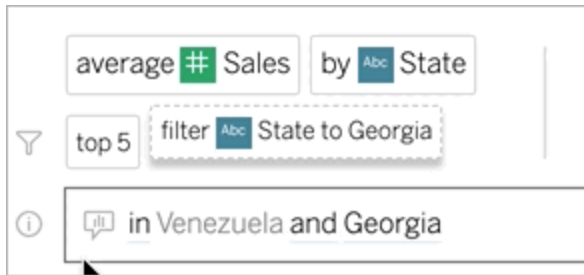 average # Sales by Abc State
top 5 filter Abc State to Georgia
in Venezuela and Georgia